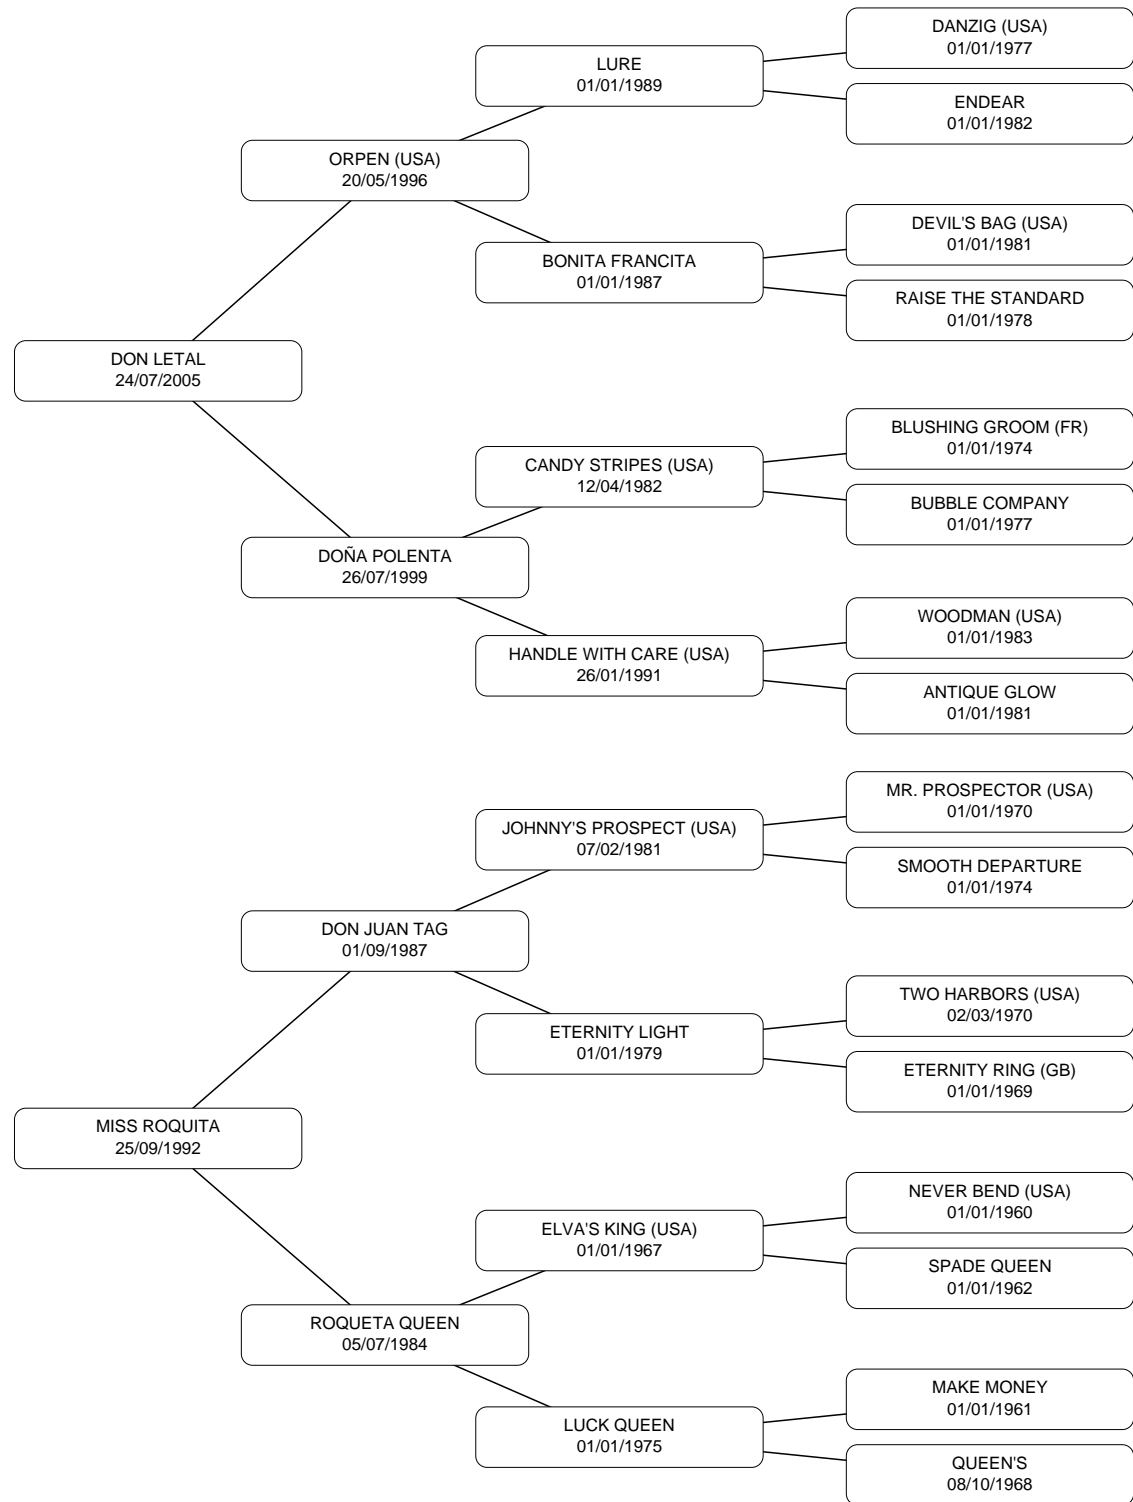 DANZIG (USA)
01/01/1977
LURE
01/01/1989
ENDEAR
01/01/1982
ORPEN (USA)
20/05/1996
DEVIL'S BAG (USA)
01/01/1981
BONITA FRANCITA
01/01/1987
RAISE THE STANDARD
01/01/1978
DON LETAL
24/07/2005
BLUSHING GROOM (FR)
01/01/1974
CANDY STRIPES (USA)
12/04/1982
BUBBLE COMPANY
01/01/1977
DOÑA POLENTA
26/07/1999
WOODMAN (USA)
01/01/1983
HANDLE WITH CARE (USA)
26/01/1991
ANTIQUE GLOW
01/01/1981
MR. PROSPECTOR (USA)
01/01/1970
JOHNNY'S PROSPECT (USA)
07/02/1981
SMOOTH DEPARTURE
01/01/1974
DON JUAN TAG
01/09/1987
TWO HARBORS (USA)
02/03/1970
ETERNITY LIGHT
01/01/1979
ETERNITY RING (GB)
01/01/1969
MISS ROQUITA
25/09/1992
NEVER BEND (USA)
01/01/1960
ELVA'S KING (USA)
01/01/1967
SPADE QUEEN
01/01/1962
ROQUETA QUEEN
05/07/1984
MAKE MONEY
01/01/1961
LUCK QUEEN
01/01/1975
QUEEN'S
08/10/1968